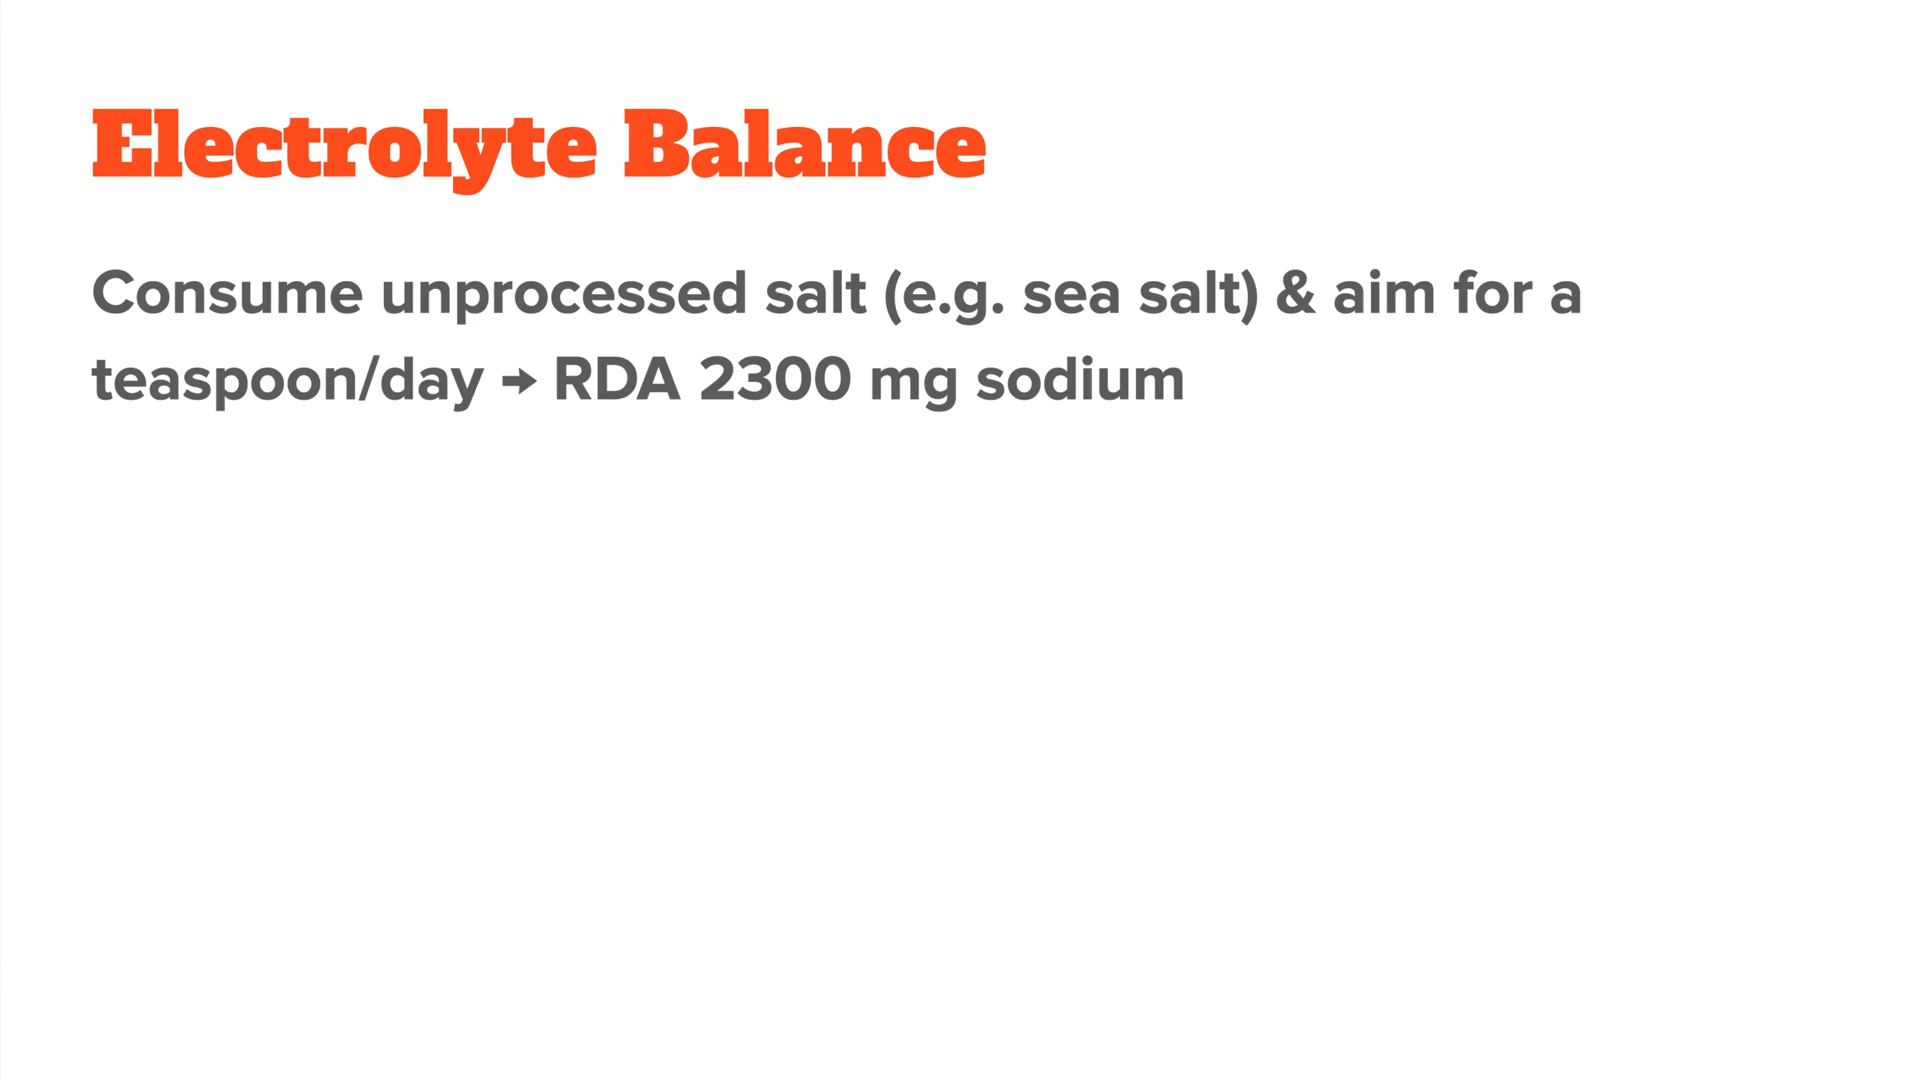 Electrolyte Balance
Consume unprocessed salt (e.g. sea salt) & aim for a
teaspoon/day → RDA 2300 mg sodium